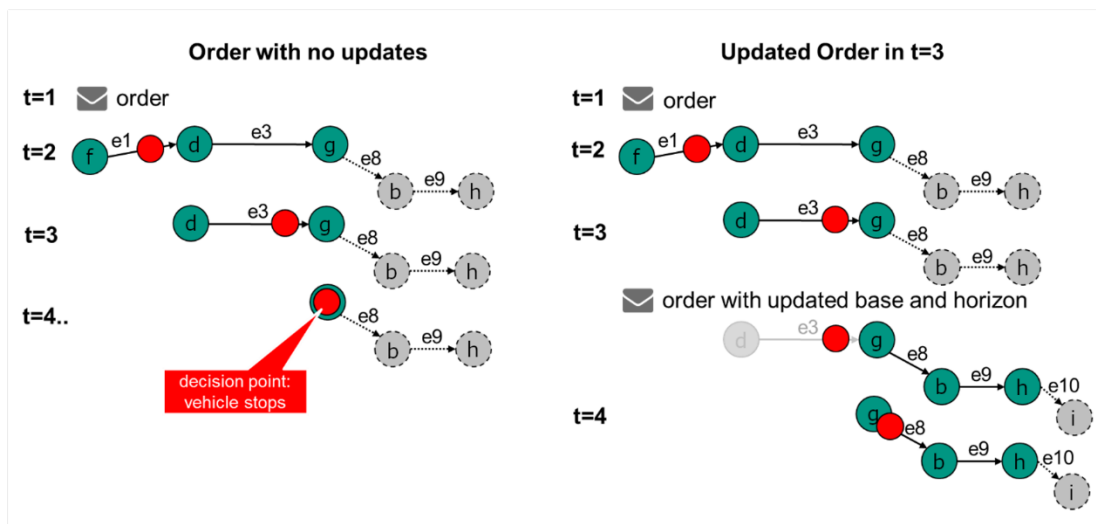 Order with no updates
t=1 order
e1 e3
f d g
t=2
e8
e9
b h
e3
d g
t=3
e8
e9
b h
t=4..
e8
e9
b h
decision point:
vehicle stops
Updated Order in t=3
t=1 order
e1 e3
f d g
t=2
e8
e9
b h
e3
d g
t=3
e8
e9
b h
order with updated base and horizon
e3
d g
e8
e9
b h
e10
i
t=4
g
e8
e9
b h
e10
i